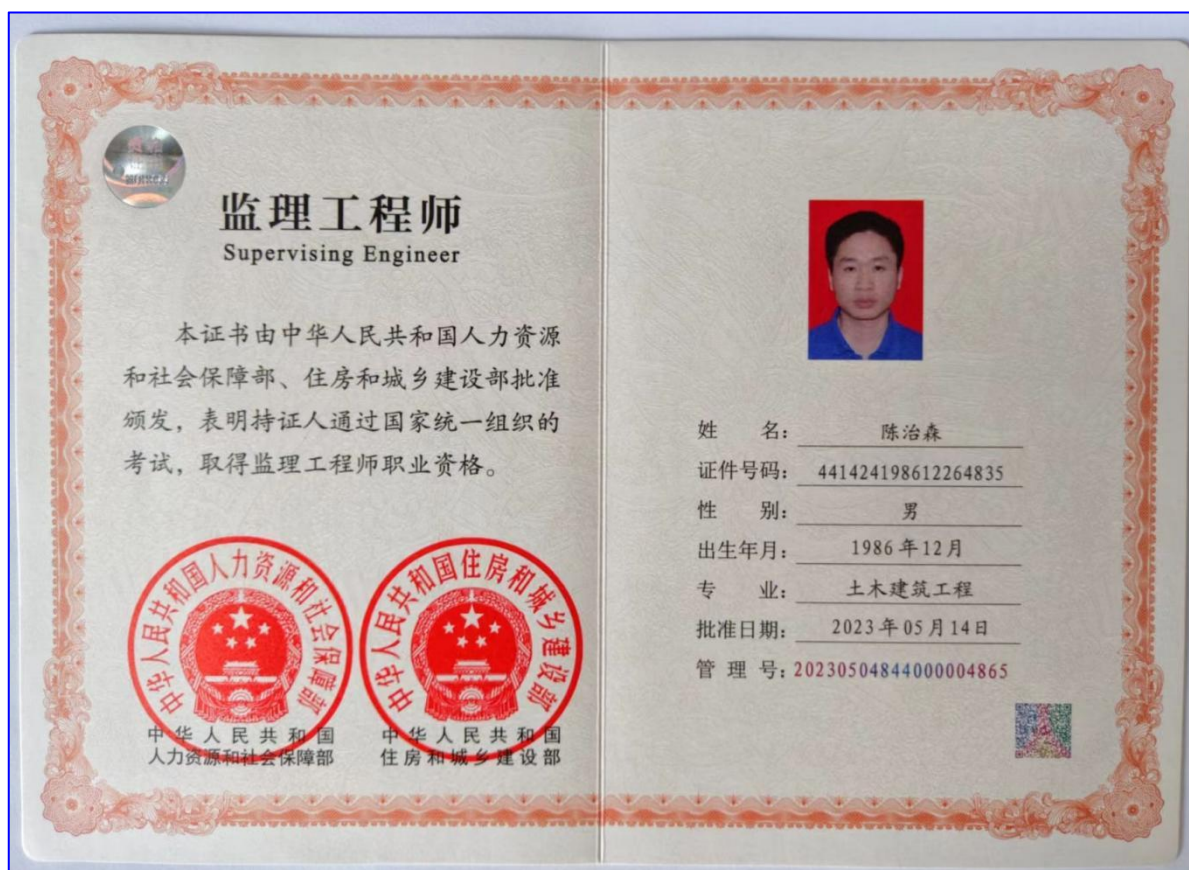 监理工程师
Supervising Engineer
本证书由中华人民共和国人力资源
和社会保障部、住房和城乡建设部批准
颁发，表明持证人通过国家统一组织的
考试，取得监理工程师职业资格。
中华人民共和国人力资源和社会保障部
中华人民共和国
人力资源和社会保障部
中华人民共和国住房和城乡建设部
中华人民共和国
住房和城乡建设部
姓 名： 陈治森
证件号码： 441424198612264835
性 别： 男
出生年月： 1986年12月
专 业： 土木建筑工程
批准日期： 2023年05月14日
管 理 号： 20230504844000004865